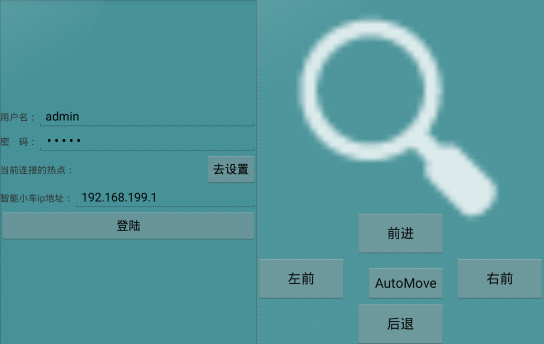 用户名： admin
密　码： •••••
当前连接的热点： 去设置
智能小车ip地址： 192.168.199.1
登陆
前进
左前 AutoMove 右前
后退